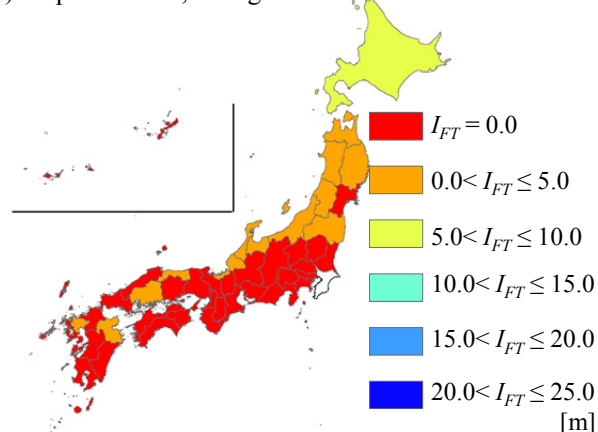 I_FT = 0.0
0.0< I_FT ≤ 5.0
5.0< I_FT ≤ 10.0
10.0< I_FT ≤ 15.0
15.0< I_FT ≤ 20.0
20.0< I_FT ≤ 25.0
[m]